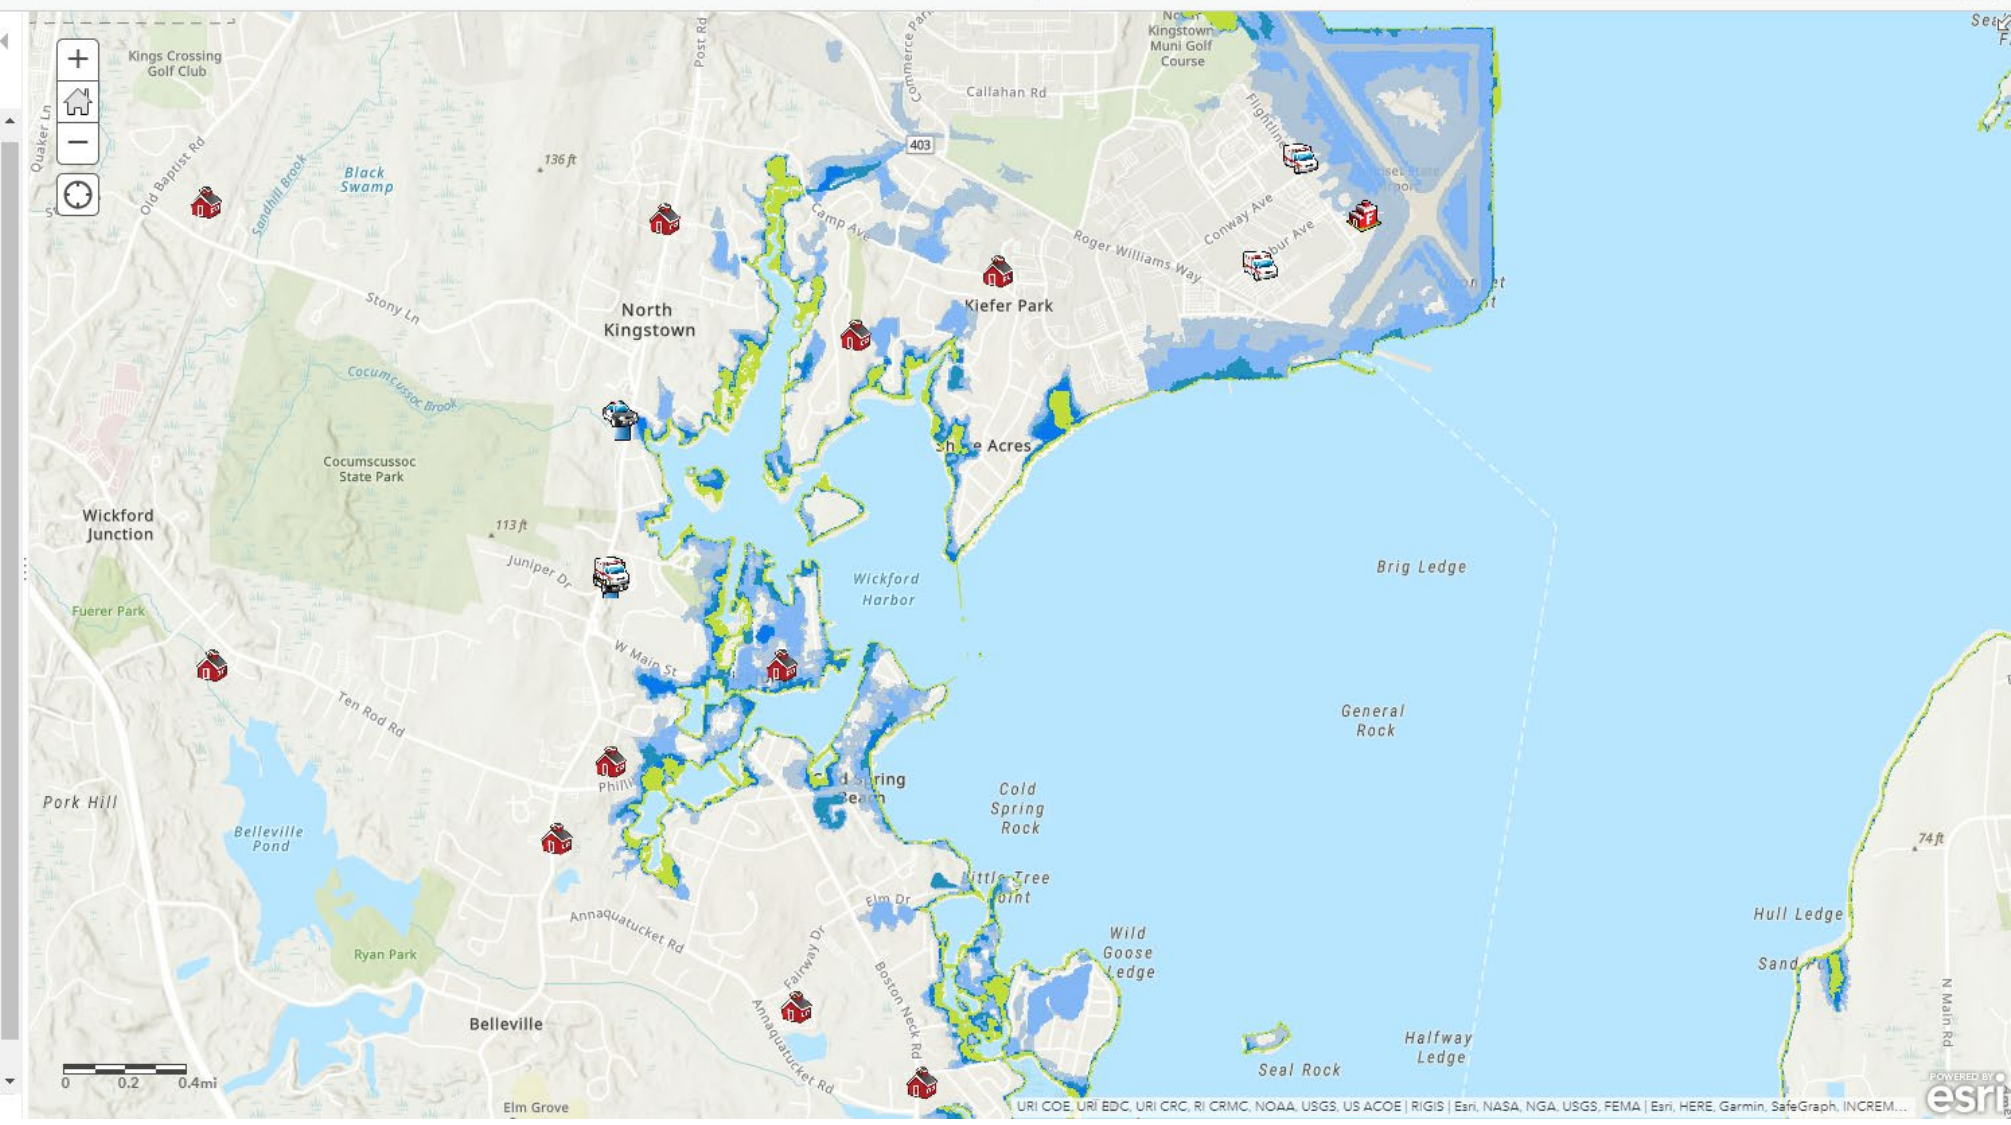 +
−
Kings Crossing
Golf Club
Quaker Ln
Old Baptist Rd
Sandhill Brook
Black
Swamp
136 ft
Post Rd
403
Callahan Rd
Kingstown
Muni Golf
Course
Camp Ave
Roger Williams Way
Conway Ave
Kiefer Park
North
Kingstown
Stony Ln
Cocumcussoc Brook
Cocumscussoc
State Park
Wickford
Junction
113 ft
Juniper Dr
Fuerer Park
W Main St
Ten Rod Rd
Acres
Wickford
Harbor
Brig Ledge
General
Rock
Cold
Spring
Rock
Pork Hill
Belleville
Pond
Ryan Park
Belleville
Annaquatucket Rd
Fairway Dr
Annaquatucket Rd
Boston Neck Rd
Elm Dr
Little Tree
Wild
Goose
Ledge
Halfway
Ledge
Seal Rock
Hull Ledge
Sand
74 ft
N Main Rd
Elm Grove
0 0.2 0.4mi
URI COE, URI EDC, URI CRC, RI CRMC, NOAA, USGS, US ACOE | RIGIS | Esri, NASA, NGA, USGS, FEMA | Esri, HERE, Garmin, SafeGraph, INCREM...
POWERED BY
esri